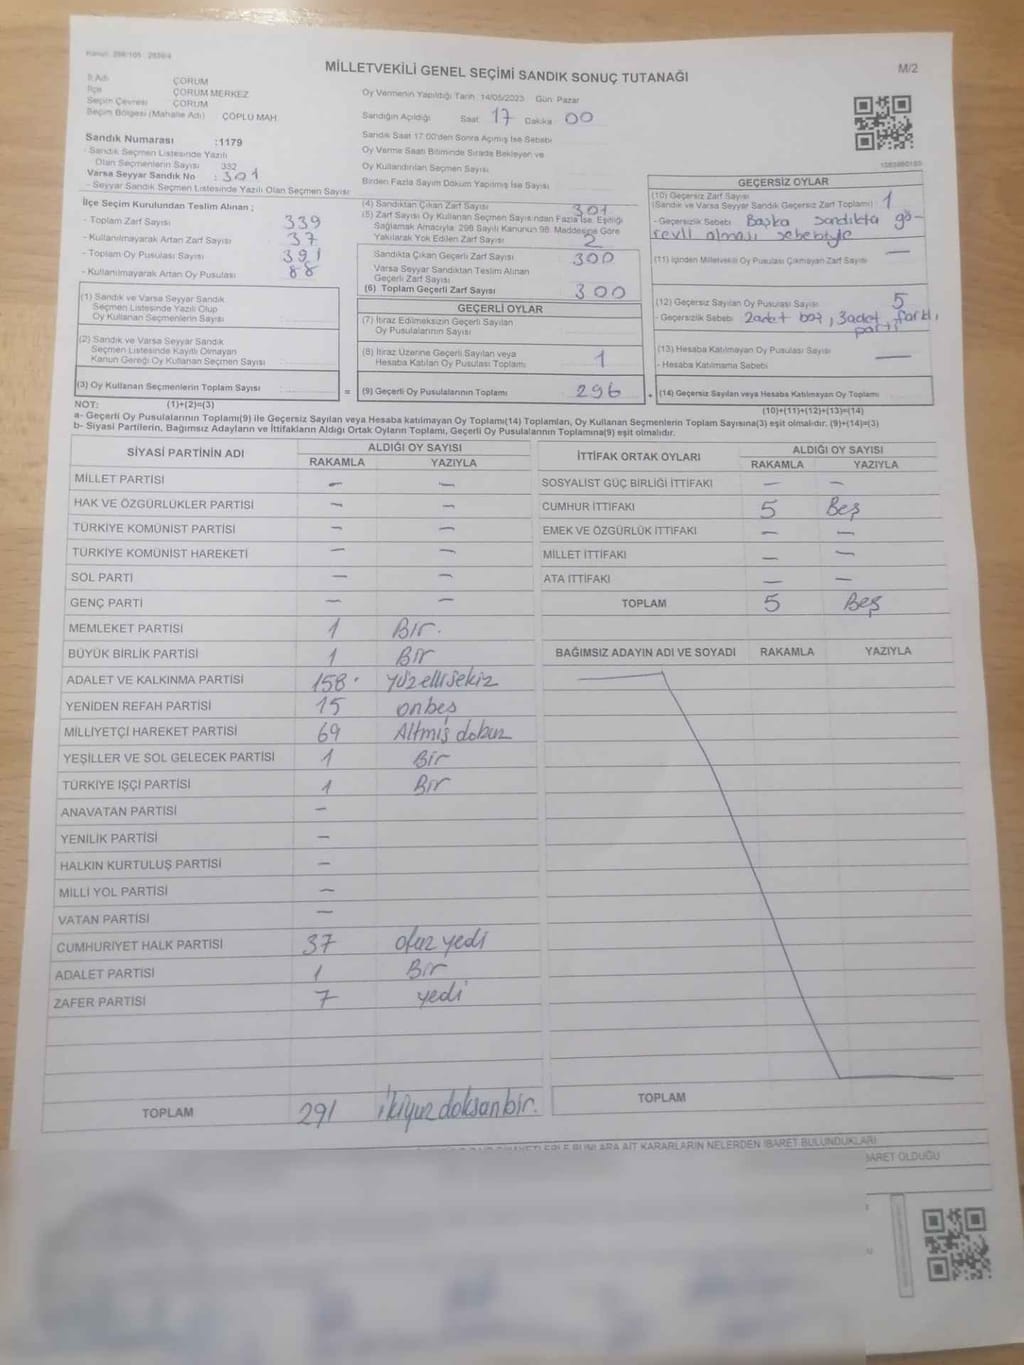 Kanun: 298/105 - 2839/4
MİLLETVEKİLİ GENEL SEÇİMİ SANDIK SONUÇ TUTANAĞI
M/2
İl Adı ÇORUM
İlçe ÇORUM MERKEZ
Seçim Çevresi ÇORUM
Seçim Bölgesi (Mahalle Adı) ÇÖPLÜ MAH.
Oy Vermenin Yapıldığı Tarih: 14/05/2023 Gün: Pazar
Sandığın Açıldığı Saat 17 Dakika 00
Sandık Saat 17:00'den Sonra Açılmış İse Sebebi
Oy Verme Saati Bitiminde Sırada Bekleyen ve
Oy Kullandırılan Seçmen Sayısı
Birden Fazla Sayım Döküm Yapılmış İse Sayısı
Sandık Numarası :1179
- Sandık Seçmen Listesinde Yazılı
Olan Seçmenlerin Sayısı 332
Varsa Seyyar Sandık No : 301
- Seyyar Sandık Seçmen Listesinde Yazılı Olan Seçmen Sayısı
İlçe Seçim Kurulundan Teslim Alınan ;
- Toplam Zarf Sayısı 339
- Kullanılmayarak Artan Zarf Sayısı 37
- Toplam Oy Pusulası Sayısı 391
- Kullanılmayarak Artan Oy Pusulası 88
(1) Sandık ve Varsa Seyyar Sandık
Seçmen Listesinde Yazılı Olup
Oy Kullanan Seçmenlerin Sayısı
(2) Sandık ve Varsa Seyyar Sandık
Seçmen Listesinde Kayıtlı Olmayan
Kanun Gereği Oy Kullanan Seçmen Sayısı
(3) Oy Kullanan Seçmenlerin Toplam Sayısı =
(4) Sandıktan Çıkan Zarf Sayısı 301
(5) Zarf Sayısı Oy Kullanan Seçmen Sayısından Fazla İse, Eşitliği
Sağlamak Amacıyla; 298 Sayılı Kanunun 98. Maddesine Göre
Yakılarak Yok Edilen Zarf Sayısı 2
Sandıkta Çıkan Geçerli Zarf Sayısı 300
Varsa Seyyar Sandıktan Teslim Alınan
Geçerli Zarf Sayısı
(6) Toplam Geçerli Zarf Sayısı 300
GEÇERLİ OYLAR
(7) İtiraz Edilmeksizin Geçerli Sayılan
Oy Pusulalarının Sayısı
(8) İtiraz Üzerine Geçerli Sayılan veya
Hesaba Katılan Oy Pusulası Toplamı 1
(9) Geçerli Oy Pusulalarının Toplamı 296 +
GEÇERSİZ OYLAR
(10) Geçersiz Zarf Sayısı
(Sandık ve Varsa Seyyar Sandık Geçersiz Zarf Toplamı) 1
- Geçersizlik Sebebi Başka sandıkta gö-
revli olması sebebiyle
(11) İçinden Milletvekili Oy Pusulası Çıkmayan Zarf Sayısı —
(12) Geçersiz Sayılan Oy Pusulası Sayısı 5
- Geçersizlik Sebebi 2 adet boş, 3 adet farklı
parti
(13) Hesaba Katılmayan Oy Pusulası Sayısı —
- Hesaba Katılmama Sebebi
(14) Geçersiz Sayılan veya Hesaba Katılmayan Oy Toplamı
NOT: (1)+(2)=(3)
(10)+(11)+(12)+(13)=(14)
a- Geçerli Oy Pusulalarının Toplamı(9) ile Geçersiz Sayılan veya Hesaba katılmayan Oy Toplamı(14) Toplamları, Oy Kullanan Seçmenlerin Toplam Sayısına(3) eşit olmalıdır. (9)+(14)=(3)
b- Siyasi Partilerin, Bağımsız Adayların ve İttifakların Aldığı Ortak Oyların Toplamı, Geçerli Oy Pusulalarının Toplamına(9) eşit olmalıdır.
SİYASİ PARTİNİN ADI ALDIĞI OY SAYISI
RAKAMLA YAZIYLA
MİLLET PARTİSİ — —
HAK VE ÖZGÜRLÜKLER PARTİSİ — —
TÜRKİYE KOMÜNİST PARTİSİ — —
TÜRKİYE KOMÜNİST HAREKETİ — —
SOL PARTİ — —
GENÇ PARTİ — —
MEMLEKET PARTİSİ 1 Bir.
BÜYÜK BİRLİK PARTİSİ 1 Bir
ADALET VE KALKINMA PARTİSİ 158. yüzellisekiz
YENİDEN REFAH PARTİSİ 15 onbeş
MİLLİYETÇİ HAREKET PARTİSİ 69 Altmış dokuz
YEŞİLLER VE SOL GELECEK PARTİSİ 1 Bir
TÜRKİYE İŞÇİ PARTİSİ 1 Bir
ANAVATAN PARTİSİ —
YENİLİK PARTİSİ —
HALKIN KURTULUŞ PARTİSİ —
MİLLİ YOL PARTİSİ —
VATAN PARTİSİ —
CUMHURİYET HALK PARTİSİ 37 otuz yedi
ADALET PARTİSİ 1 Bir
ZAFER PARTİSİ 7 yedi
TOPLAM 291 ikiyüz doksan bir.
İTTİFAK ORTAK OYLARI ALDIĞI OY SAYISI
RAKAMLA YAZIYLA
SOSYALİST GÜÇ BİRLİĞİ İTTİFAKI — —
CUMHUR İTTİFAKI 5 Beş
EMEK VE ÖZGÜRLÜK İTTİFAKI — —
MİLLET İTTİFAKI — —
ATA İTTİFAKI — —
TOPLAM 5 Beş
BAĞIMSIZ ADAYIN ADI VE SOYADI RAKAMLA YAZIYLA
TOPLAM
BUNLARA AİT KARARLARIN NELERDEN İBARET BULUNDUKLARI
İBARET OLDUĞU